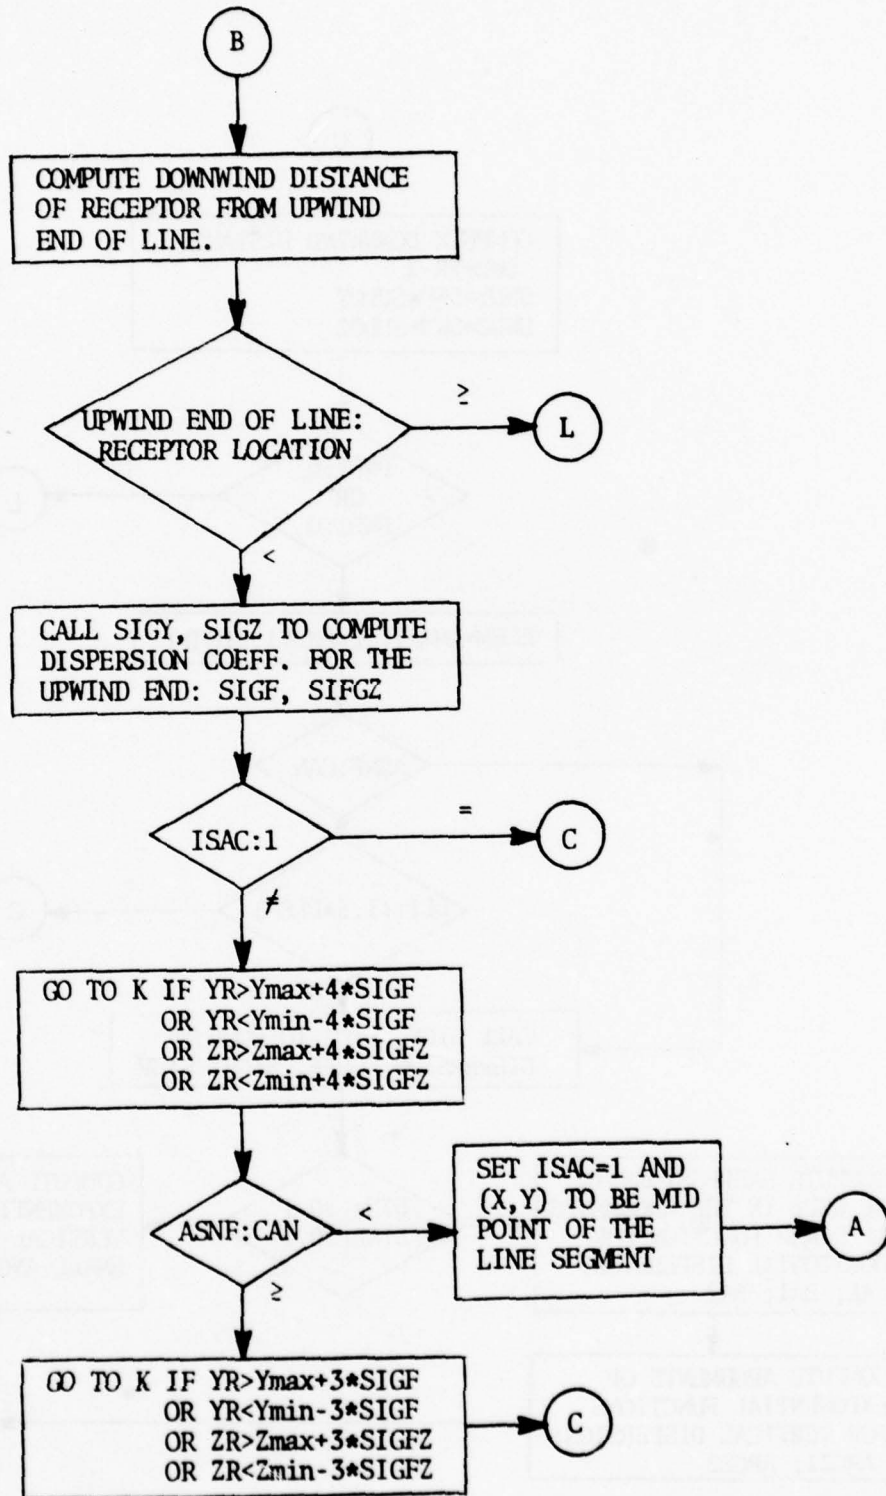 B
COMPUTE DOWNWIND DISTANCE
OF RECEPTOR FROM UPWIND
END OF LINE.
UPWIND END OF LINE:
RECEPTOR LOCATION
≥
L
<
CALL SIGY, SIGZ TO COMPUTE
DISPERSION COEFF. FOR THE
UPWIND END: SIGF, SIFGZ
ISAC:1
=
C
≠
GO TO K IF YR>Ymax+4*SIGF
OR YR<Ymin-4*SIGF
OR ZR>Zmax+4*SIGFZ
OR ZR<Zmin+4*SIGFZ
ASNF:CAN
<
SET ISAC=1 AND
(X,Y) TO BE MID
POINT OF THE
LINE SEGMENT
A
≥
GO TO K IF YR>Ymax+3*SIGF
OR YR<Ymin-3*SIGF
OR ZR>Zmax+3*SIGFZ
OR ZR<Zmin-3*SIGFZ
C